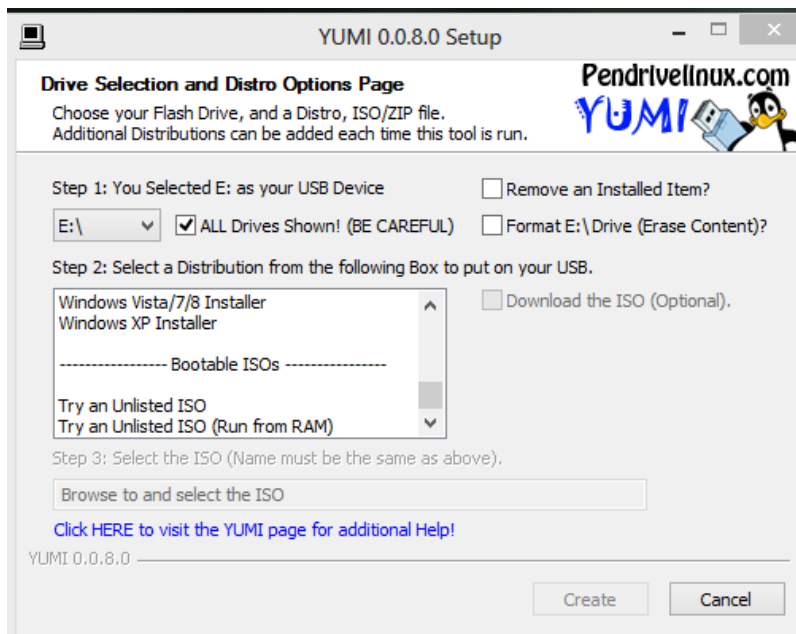 YUMI 0.0.8.0 Setup
Drive Selection and Distro Options Page
Choose your Flash Drive, and a Distro, ISO/ZIP file.
Additional Distributions can be added each time this tool is run.
Pendrivelinux.com
YUMI
Step 1: You Selected E: as your USB Device
Remove an Installed Item?
E:\
ALL Drives Shown! (BE CAREFUL)
Format E:\ Drive (Erase Content)?
Step 2: Select a Distribution from the following Box to put on your USB.
Windows Vista/7/8 Installer
Windows XP Installer
Download the ISO (Optional).
----------------- Bootable ISOs ----------------
Try an Unlisted ISO
Try an Unlisted ISO (Run from RAM)
Step 3: Select the ISO (Name must be the same as above).
Browse to and select the ISO
Click HERE to visit the YUMI page for additional Help!
YUMI 0.0.8.0
Create
Cancel